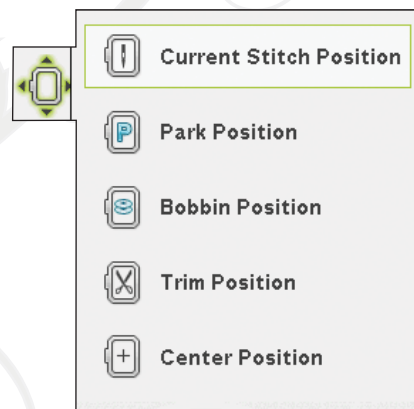 Current Stitch Position
P Park Position
Bobbin Position
Trim Position
Center Position